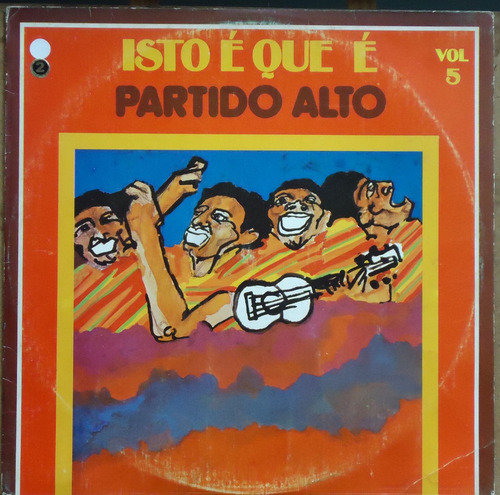 ISTO É QUE É
PARTIDO ALTO
VOL
5
2